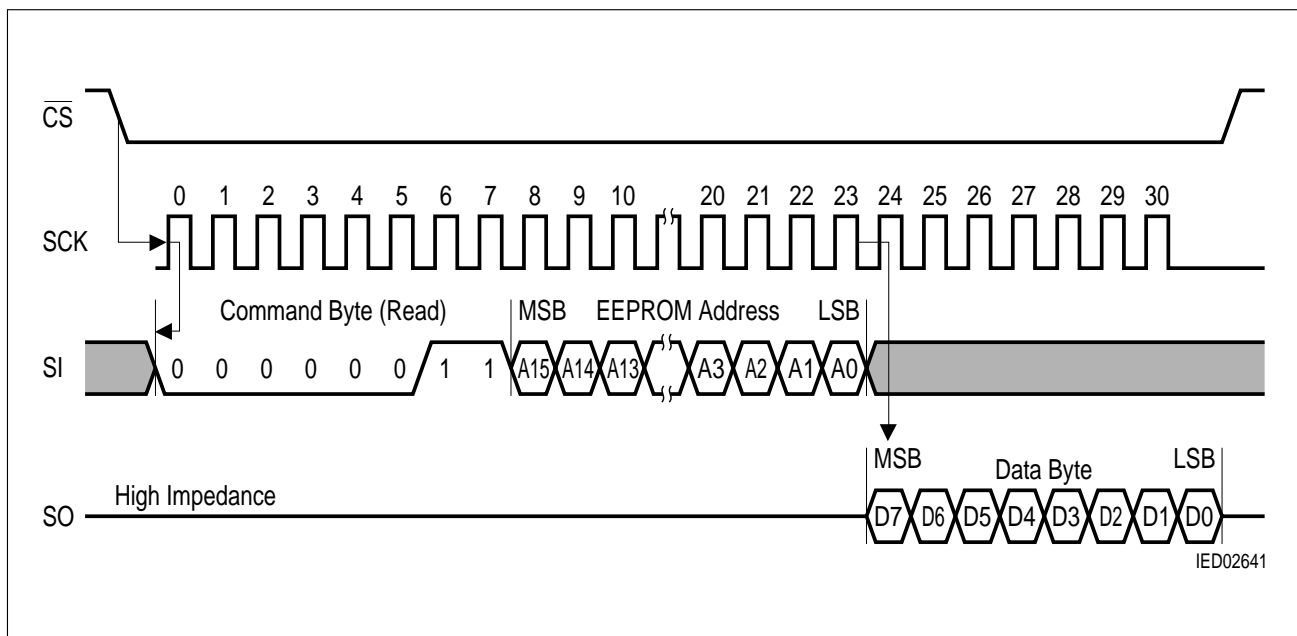 CS
0 1 2 3 4 5 6 7 8 9 10 20 21 22 23 24 25 26 27 28 29 30
SCK
Command Byte (Read) MSB EEPROM Address LSB
SI 0 0 0 0 0 0 1 1 A15 A14 A13 A3 A2 A1 A0
MSB Data Byte LSB
High Impedance
SO D7 D6 D5 D4 D3 D2 D1 D0
IED02641